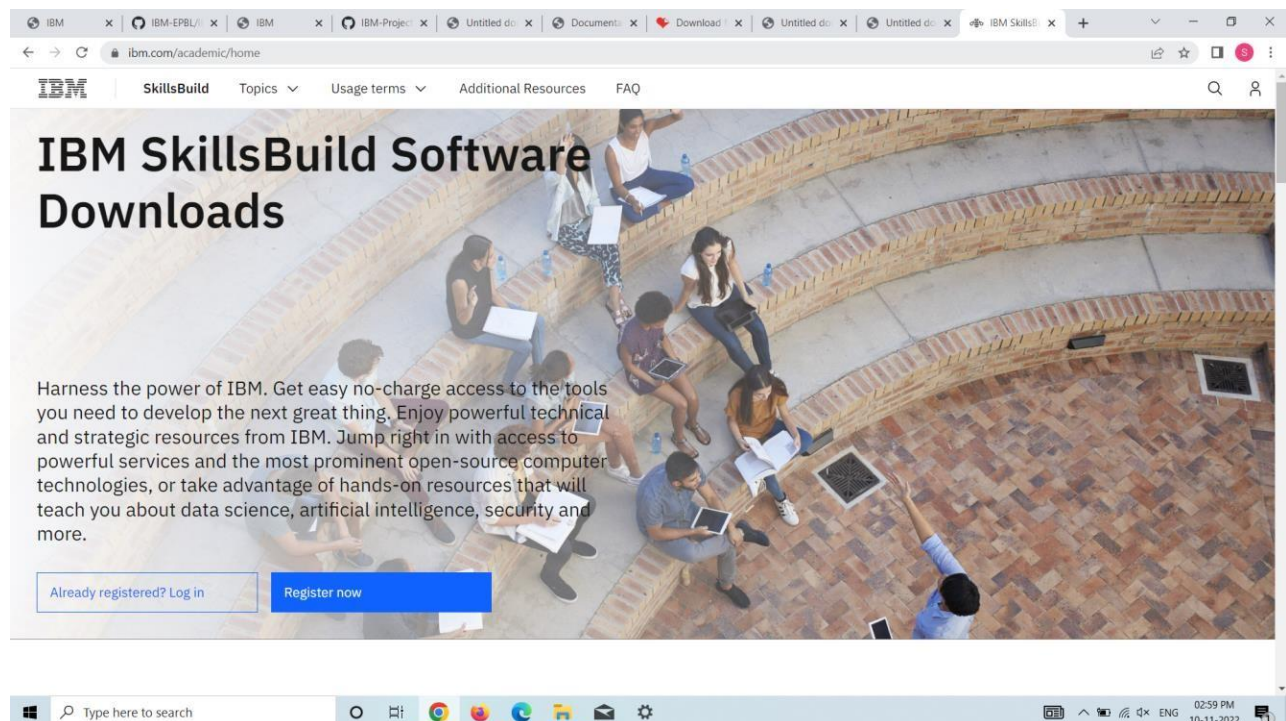 IBM
IBM-EPBL/I
IBM
IBM-Project
Untitled do
Documenta
Download
Untitled do
Untitled do
IBM SkillsB
ibm.com/academic/home
S
IBM
SkillsBuild
Topics
Usage terms
Additional Resources
FAQ
IBM SkillsBuild Software
Downloads
Harness the power of IBM. Get easy no-charge access to the tools
you need to develop the next great thing. Enjoy powerful technical
and strategic resources from IBM. Jump right in with access to
powerful services and the most prominent open-source computer
technologies, or take advantage of hands-on resources that will
teach you about data science, artificial intelligence, security and
more.
Already registered? Log in
Register now
Type here to search
ENG
02:59 PM
10-11-2022